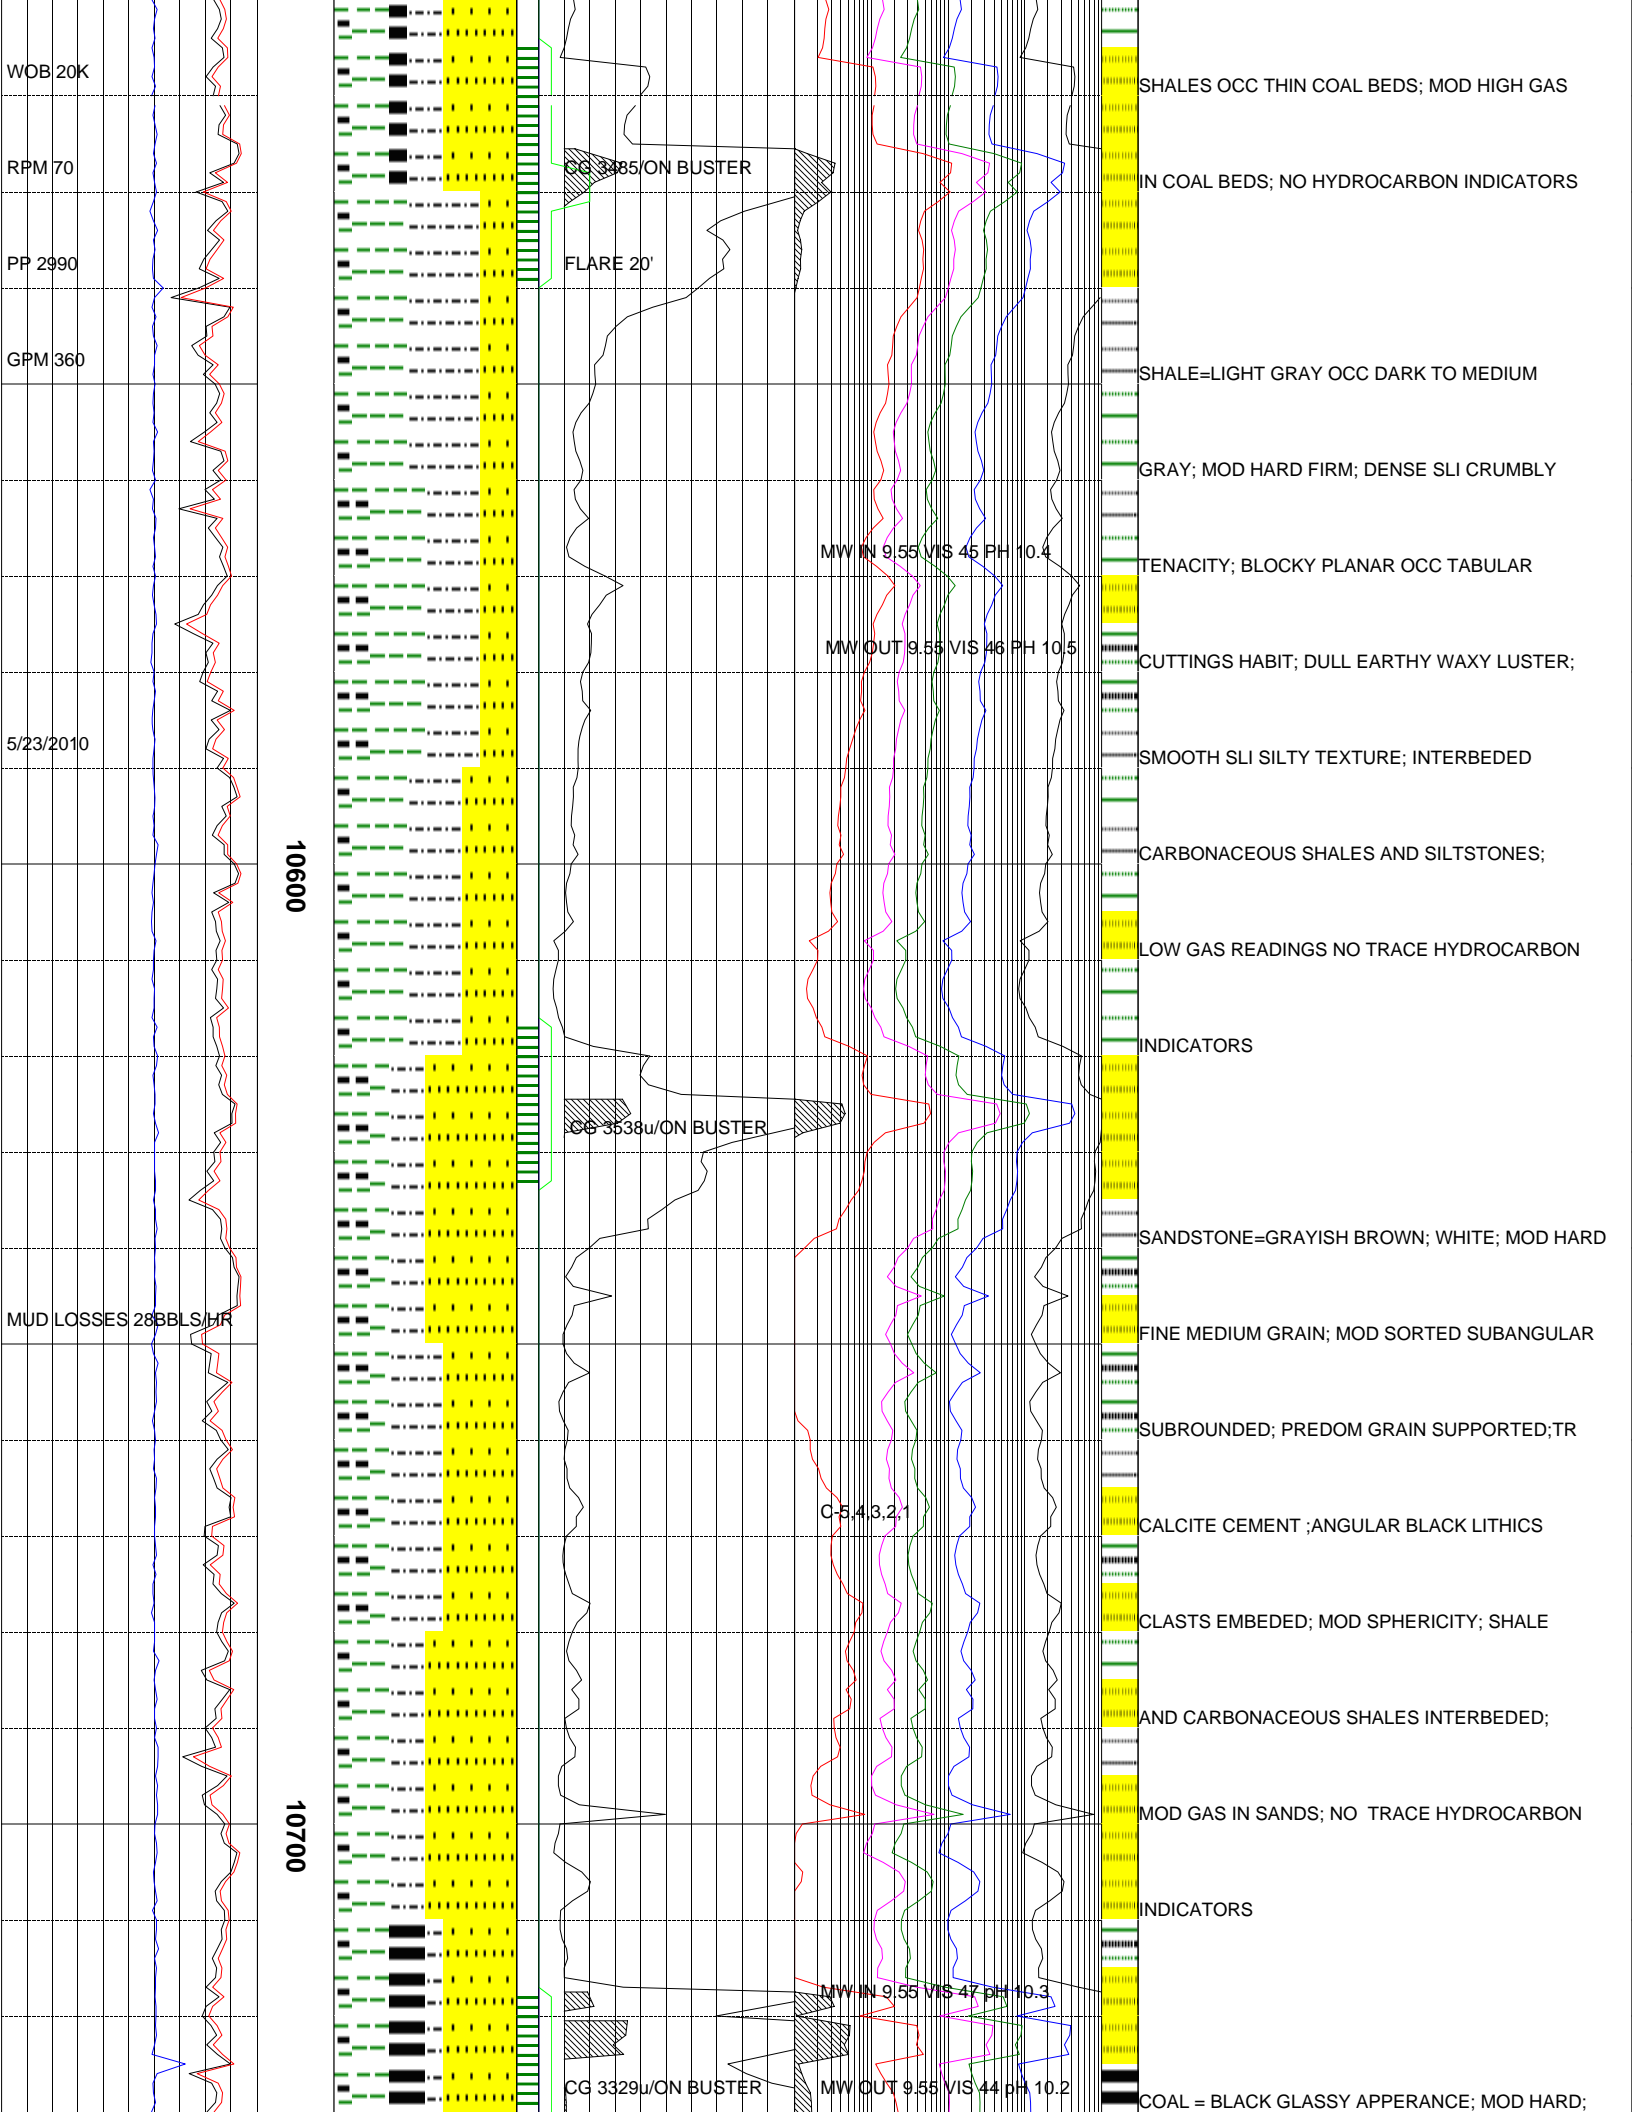 WOB 20K
SHALES OCC THIN COAL BEDS; MOD HIGH GAS
RPM 70
CG 3485/ON BUSTER
IN COAL BEDS; NO HYDROCARBON INDICATORS
PP 2990
FLARE 20'
GPM 360
SHALE=LIGHT GRAY OCC DARK TO MEDIUM
GRAY; MOD HARD FIRM; DENSE SLI CRUMBLY
MW IN 9.55 VIS 45 PH 10.4
TENACITY; BLOCKY PLANAR OCC TABULAR
MW OUT 9.55 VIS 46 PH 10.5
CUTTINGS HABIT; DULL EARTHY WAXY LUSTER;
5/23/2010
SMOOTH SLI SILTY TEXTURE; INTERBEDED
10600
CARBONACEOUS SHALES AND SILTSTONES;
LOW GAS READINGS NO TRACE HYDROCARBON
INDICATORS
CG 3538u/ON BUSTER
SANDSTONE=GRAYISH BROWN; WHITE; MOD HARD
MUD LOSSES 28BBLS/HR
FINE MEDIUM GRAIN; MOD SORTED SUBANGULAR
SUBROUNDED; PREDOM GRAIN SUPPORTED;TR
C-5,4,3,2,1
CALCITE CEMENT ;ANGULAR BLACK LITHICS
CLASTS EMBEDED; MOD SPHERICITY; SHALE
AND CARBONACEOUS SHALES INTERBEDED;
10700
MOD GAS IN SANDS; NO  TRACE HYDROCARBON
INDICATORS
MW IN 9.55 VIS 47 pH 10.3
CG 3329u/ON BUSTER
MW OUT 9.55 VIS 44 pH 10.2
COAL = BLACK GLASSY APPERANCE; MOD HARD;